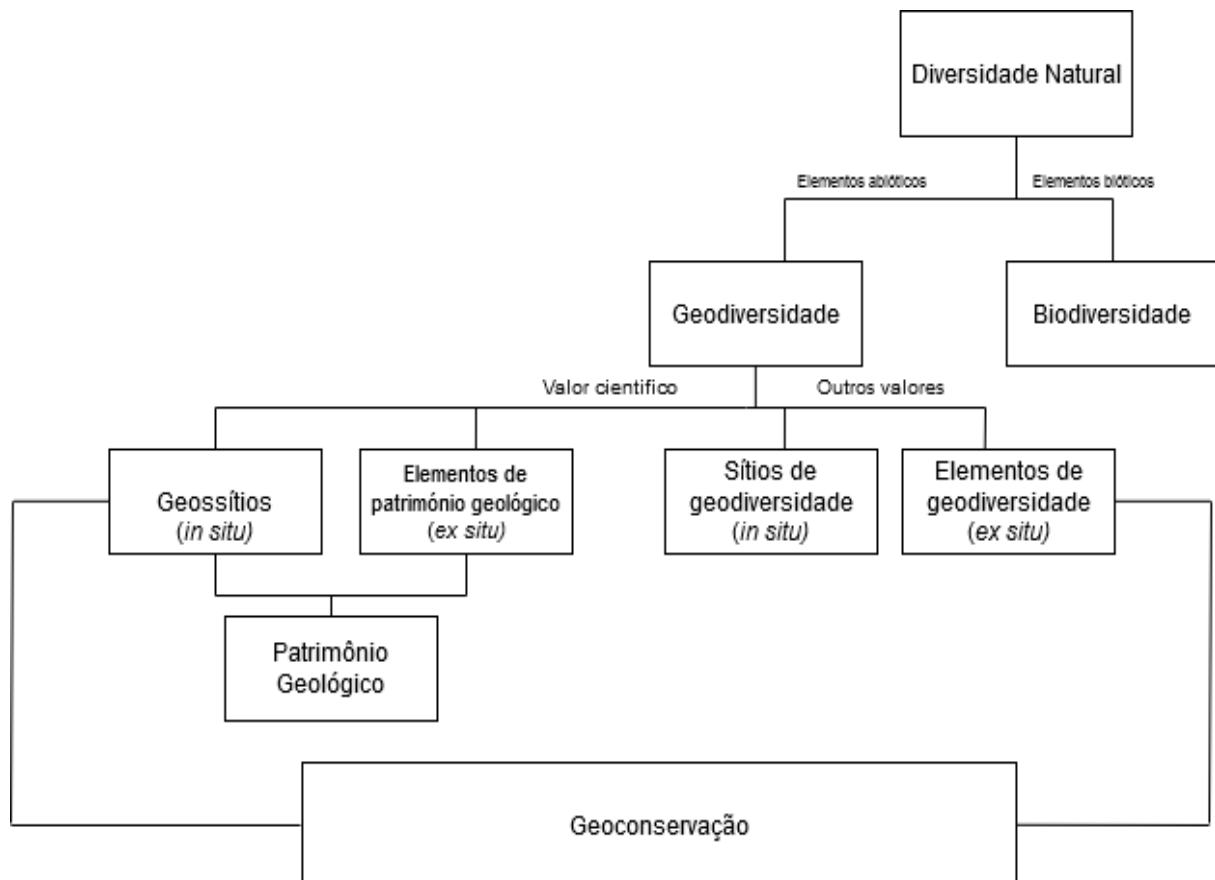 Diversidade Natural
Elementos abióticos
Elementos bióticos
Geodiversidade
Biodiversidade
Valor cientifico
Outros valores
Geossítios
(in situ)
Elementos de
património geológico
(ex situ)
Sítios de
geodiversidade
(in situ)
Elementos de
geodiversidade
(ex situ)
Patrimônio
Geológico
Geoconservação